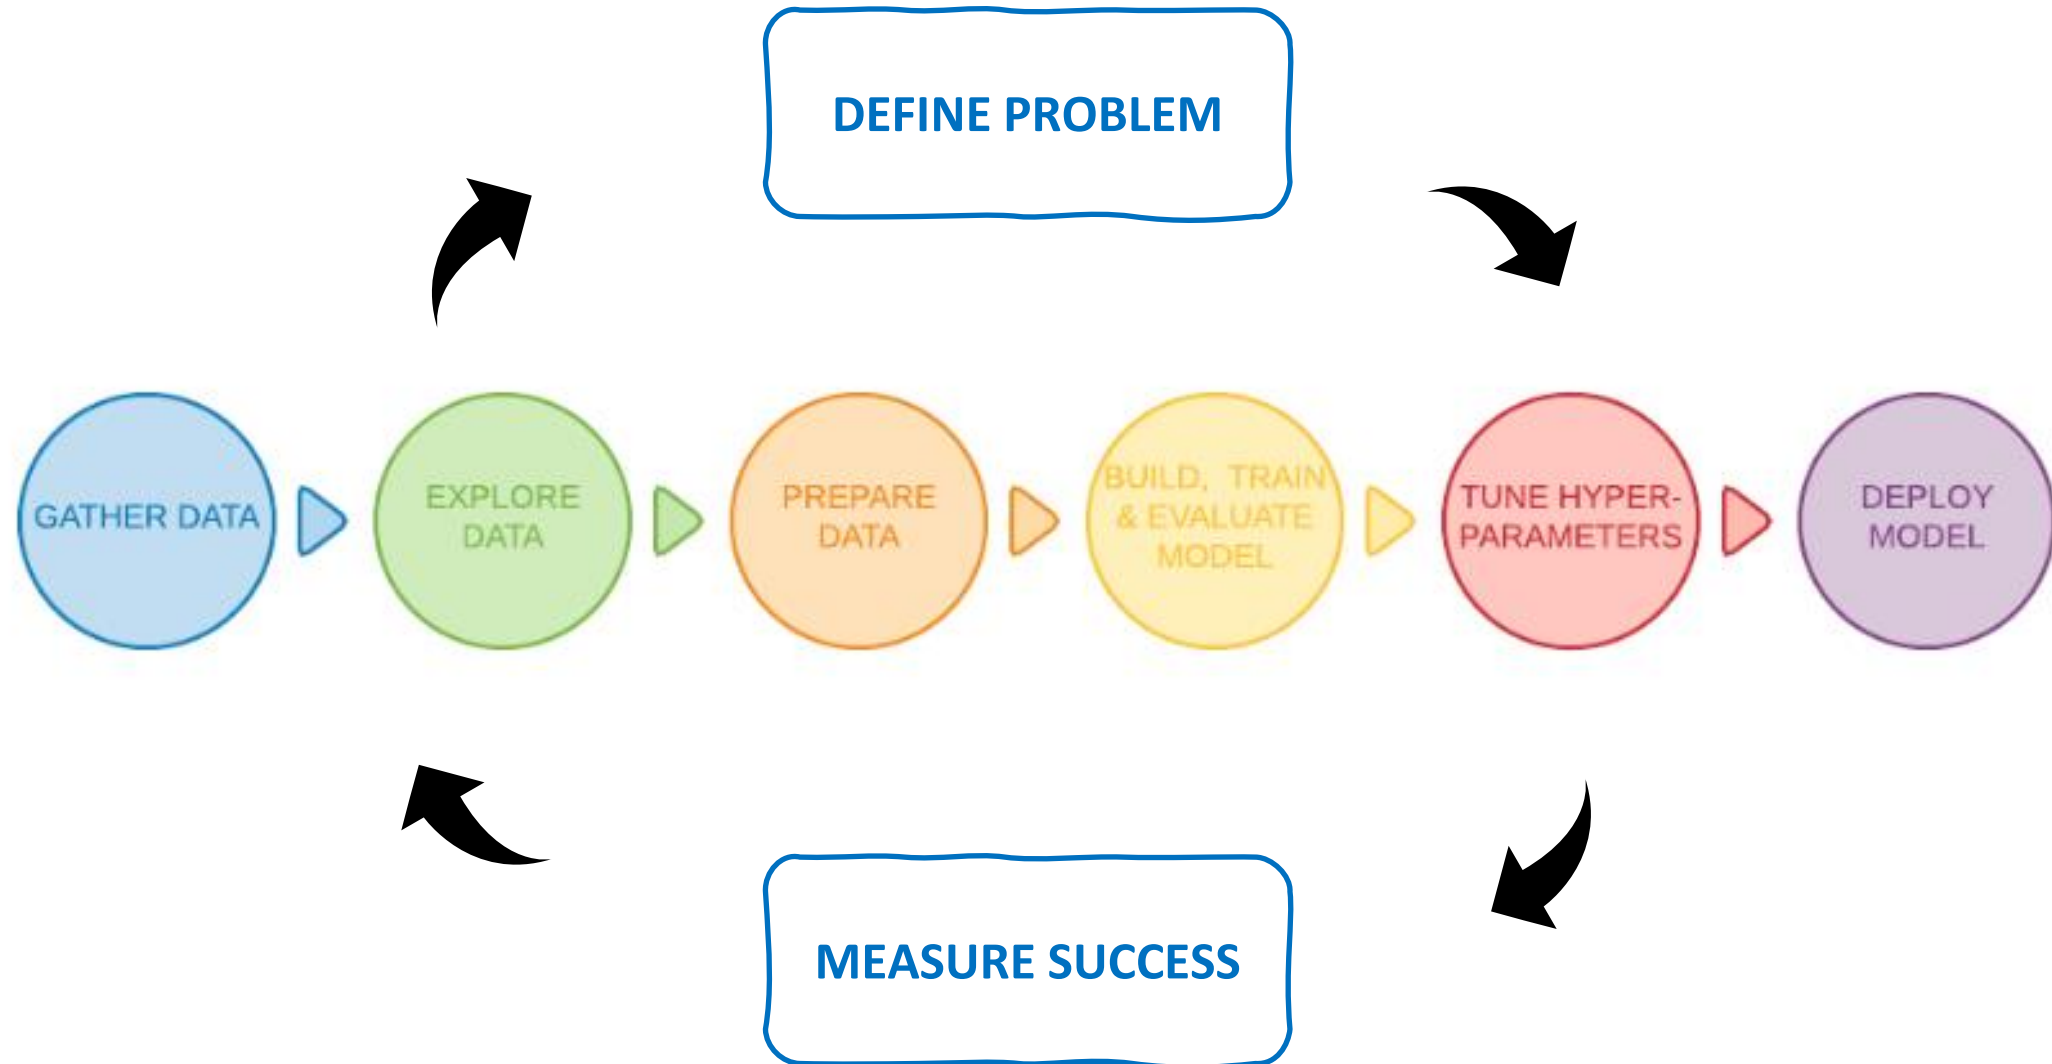 DEFINE PROBLEM
GATHER DATA
EXPLORE
DATA
PREPARE
DATA
BUILD, TRAIN
& EVALUATE
MODEL
TUNE HYPER-
PARAMETERS
DEPLOY
MODEL
MEASURE SUCCESS